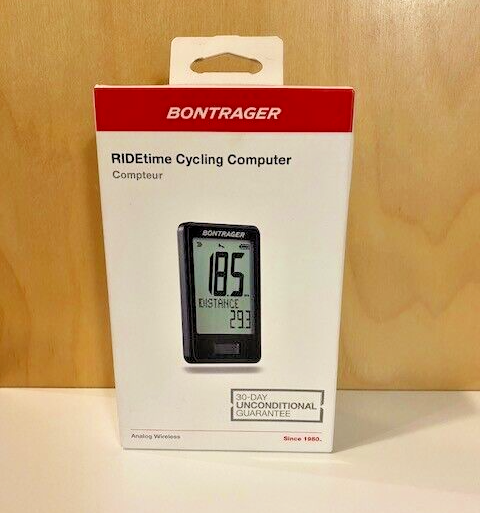 BONTRAGER
RIDEtime Cycling Computer
Compteur
BONTRAGER
18.5
DISTANCE
29.3
30-DAY
UNCONDITIONAL
GUARANTEE
Analog Wireless
Since 1980.